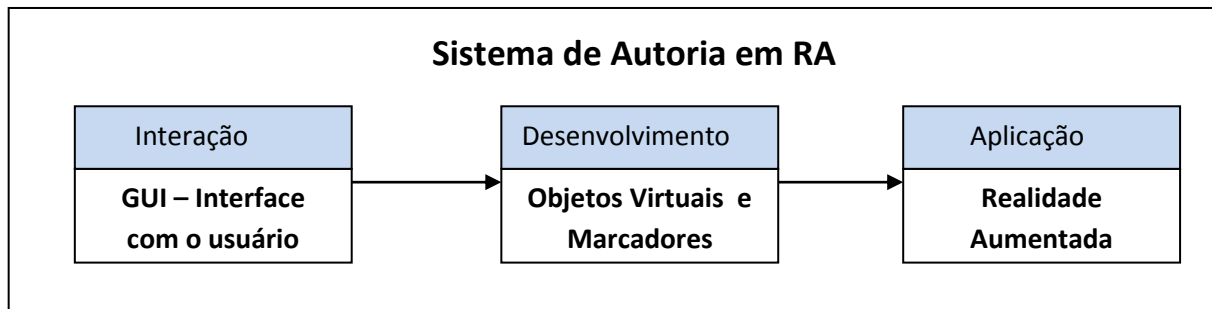 Sistema de Autoria em RA
Interação
GUI – Interface
com o usuário
Desenvolvimento
Objetos Virtuais e
Marcadores
Aplicação
Realidade
Aumentada